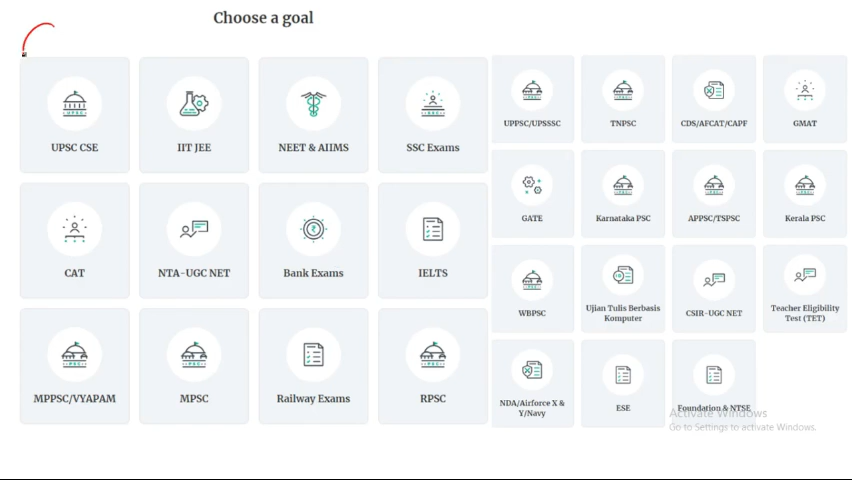 Choose a goal
UPSC CSE
IIT JEE
NEET & AIIMS
SSC Exams
UPPSC/UPSSSC
TNPSC
CDS/AFCAT/CAPF
GMAT
GATE
Karnataka PSC
APPSC/TSPSC
Kerala PSC
CAT
NTA-UGC NET
Bank Exams
IELTS
WBPSC
Ujian Tulis Berbasis
Komputer
CSIR-UGC NET
Teacher Eligibility
Test (TET)
MPPSC/VYAPAM
MPSC
Railway Exams
RPSC
NDA/Airforce X &
Y/Navy
ESE
Foundation & NTSE
Activate Windows
Go to Settings to activate Windows.